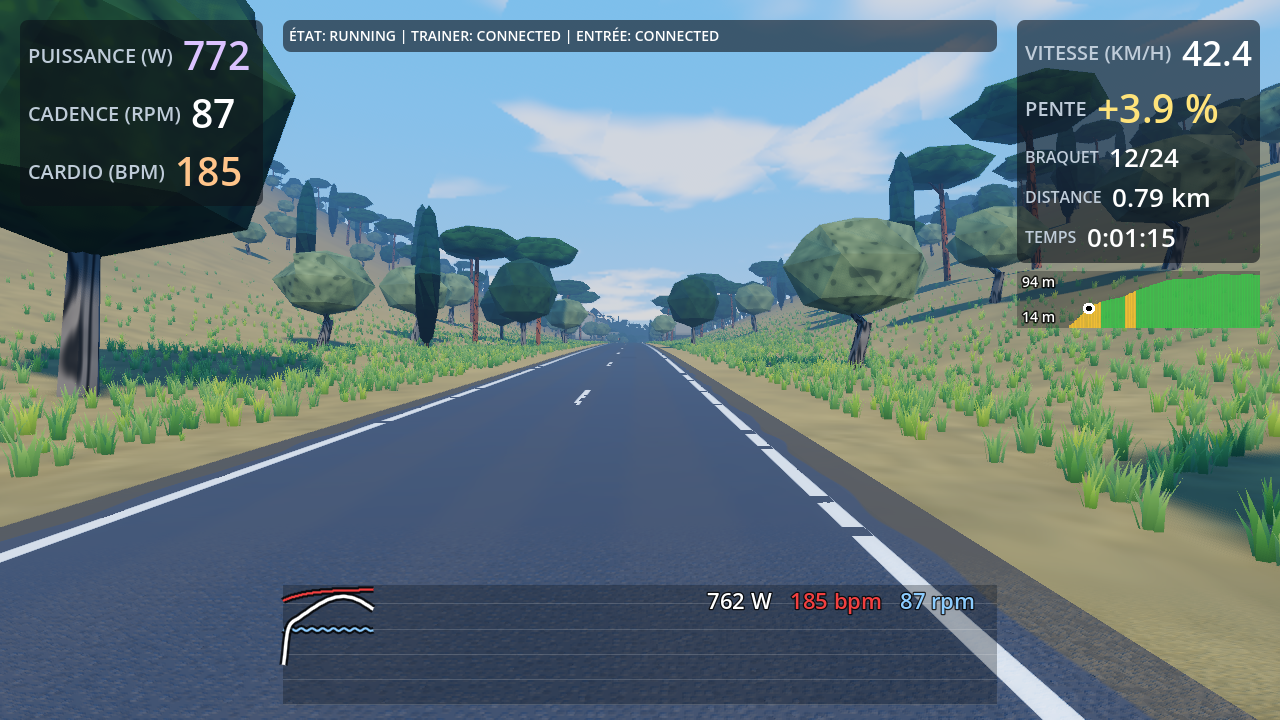 PUISSANCE (W) 772
CADENCE (RPM) 87
CARDIO (BPM) 185
ÉTAT: RUNNING | TRAINER: CONNECTED | ENTRÉE: CONNECTED
VITESSE (KM/H) 42.4
PENTE +3.9 %
BRAQUET 12/24
DISTANCE 0.79 km
TEMPS 0:01:15
94 m
14 m
762 W 185 bpm 87 rpm